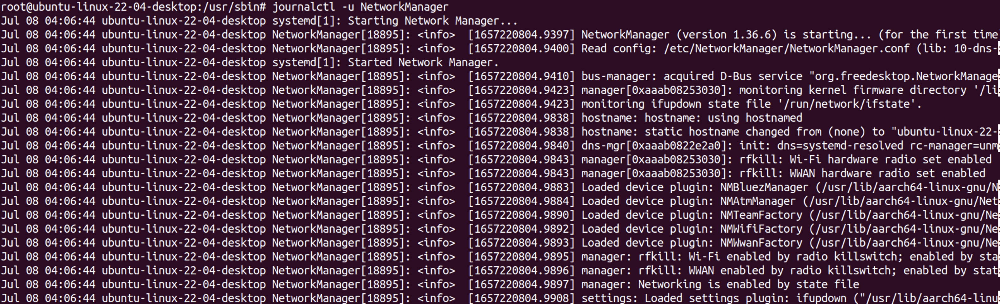 root@ubuntu-linux-22-04-desktop:/usr/sbin# journalctl -u NetworkManager
Jul 08 04:06:44 ubuntu-linux-22-04-desktop systemd[1]: Starting Network Manager...
Jul 08 04:06:44 ubuntu-linux-22-04-desktop NetworkManager[18895]: <info>  [1657220804.9397] NetworkManager (version 1.36.6) is starting... (for the first time
Jul 08 04:06:44 ubuntu-linux-22-04-desktop NetworkManager[18895]: <info>  [1657220804.9400] Read config: /etc/NetworkManager/NetworkManager.conf (lib: 10-dns-
Jul 08 04:06:44 ubuntu-linux-22-04-desktop systemd[1]: Started Network Manager.
Jul 08 04:06:44 ubuntu-linux-22-04-desktop NetworkManager[18895]: <info>  [1657220804.9410] bus-manager: acquired D-Bus service "org.freedesktop.NetworkManage
Jul 08 04:06:44 ubuntu-linux-22-04-desktop NetworkManager[18895]: <info>  [1657220804.9423] manager[0xaaab08253030]: monitoring kernel firmware directory '/li
Jul 08 04:06:44 ubuntu-linux-22-04-desktop NetworkManager[18895]: <info>  [1657220804.9423] monitoring ifupdown state file '/run/network/ifstate'.
Jul 08 04:06:44 ubuntu-linux-22-04-desktop NetworkManager[18895]: <info>  [1657220804.9838] hostname: hostname: using hostnamed
Jul 08 04:06:44 ubuntu-linux-22-04-desktop NetworkManager[18895]: <info>  [1657220804.9838] hostname: static hostname changed from (none) to "ubuntu-linux-22-
Jul 08 04:06:44 ubuntu-linux-22-04-desktop NetworkManager[18895]: <info>  [1657220804.9840] dns-mgr[0xaaab0822e2a0]: init: dns=systemd-resolved rc-manager=unm
Jul 08 04:06:44 ubuntu-linux-22-04-desktop NetworkManager[18895]: <info>  [1657220804.9843] manager[0xaaab08253030]: rfkill: Wi-Fi hardware radio set enabled
Jul 08 04:06:44 ubuntu-linux-22-04-desktop NetworkManager[18895]: <info>  [1657220804.9843] manager[0xaaab08253030]: rfkill: WWAN hardware radio set enabled
Jul 08 04:06:44 ubuntu-linux-22-04-desktop NetworkManager[18895]: <info>  [1657220804.9883] Loaded device plugin: NMBluezManager (/usr/lib/aarch64-linux-gnu/N
Jul 08 04:06:44 ubuntu-linux-22-04-desktop NetworkManager[18895]: <info>  [1657220804.9884] Loaded device plugin: NMAtmManager (/usr/lib/aarch64-linux-gnu/Net
Jul 08 04:06:44 ubuntu-linux-22-04-desktop NetworkManager[18895]: <info>  [1657220804.9890] Loaded device plugin: NMTeamFactory (/usr/lib/aarch64-linux-gnu/Ne
Jul 08 04:06:44 ubuntu-linux-22-04-desktop NetworkManager[18895]: <info>  [1657220804.9892] Loaded device plugin: NMWifiFactory (/usr/lib/aarch64-linux-gnu/Ne
Jul 08 04:06:44 ubuntu-linux-22-04-desktop NetworkManager[18895]: <info>  [1657220804.9893] Loaded device plugin: NMWwanFactory (/usr/lib/aarch64-linux-gnu/Ne
Jul 08 04:06:44 ubuntu-linux-22-04-desktop NetworkManager[18895]: <info>  [1657220804.9895] manager: rfkill: Wi-Fi enabled by radio killswitch; enabled by sta
Jul 08 04:06:44 ubuntu-linux-22-04-desktop NetworkManager[18895]: <info>  [1657220804.9896] manager: rfkill: WWAN enabled by radio killswitch; enabled by stat
Jul 08 04:06:44 ubuntu-linux-22-04-desktop NetworkManager[18895]: <info>  [1657220804.9897] manager: Networking is enabled by state file
Jul 08 04:06:44 ubuntu-linux-22-04-desktop NetworkManager[18895]: <info>  [1657220804.9908] settings: Loaded settings plugin: ifupdown ("/usr/lib/aarch64-linu